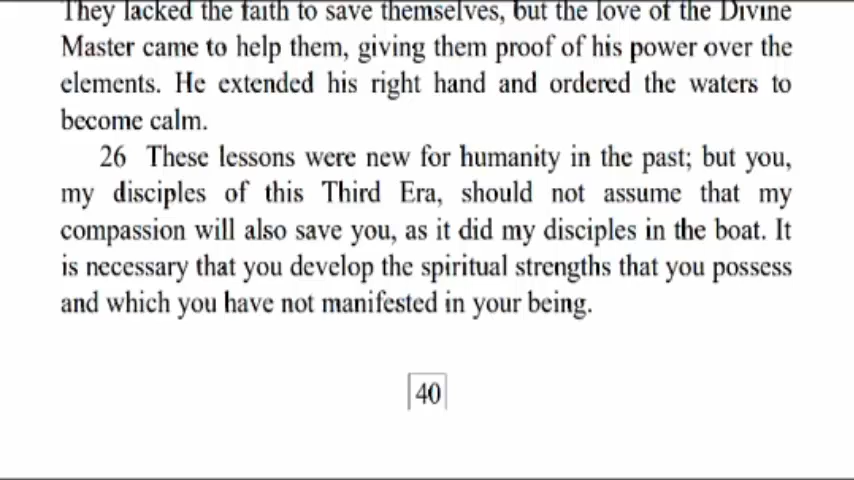 They lacked the faith to save themselves, but the love of the Divine
Master came to help them, giving them proof of his power over the
elements. He extended his right hand and ordered the waters to
become calm.
26 These lessons were new for humanity in the past; but you,
my disciples of this Third Era, should not assume that my
compassion will also save you, as it did my disciples in the boat. It
is necessary that you develop the spiritual strengths that you possess
and which you have not manifested in your being.
40